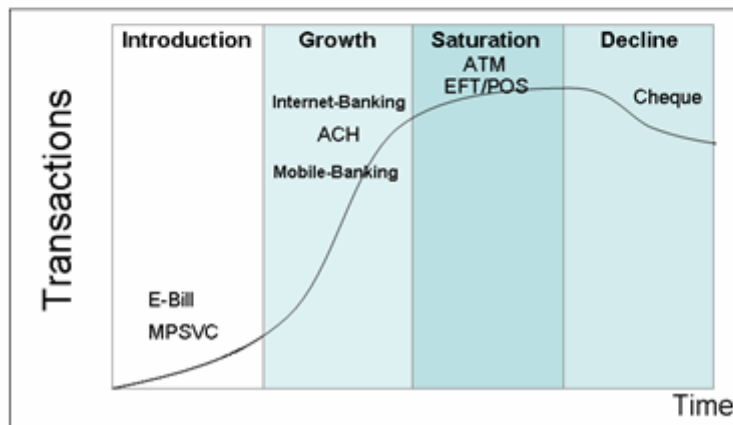 Introduction
Growth
Saturation
Decline
ATM
EFT/POS
Cheque
Internet-Banking
ACH
Mobile-Banking
E-Bill
MPSVC
Transactions
Time